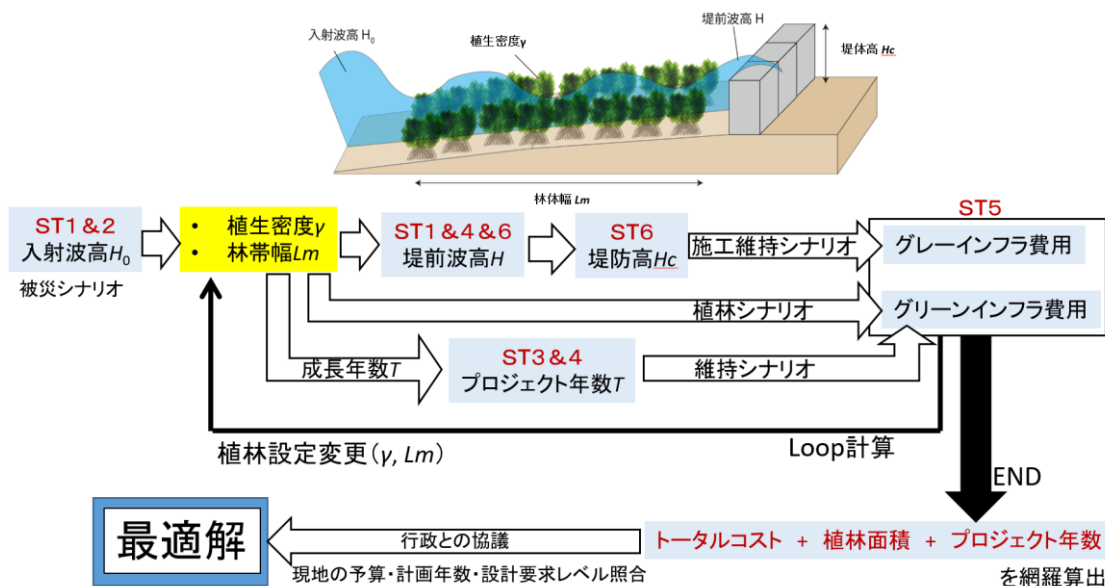 入射波高 H₀
植生密度γ
堤前波高 H
堤体高 Hc
林体幅 Lm
ST1&2
入射波高H₀
被災シナリオ
• 植生密度γ
• 林帯幅Lm
ST1&4&6
堤前波高H
ST6
堤防高Hc
施工維持シナリオ
ST5
グレーインフラ費用
植林シナリオ
グリーンインフラ費用
成長年数T
ST3&4
プロジェクト年数T
維持シナリオ
植林設定変更(γ, Lm)
Loop計算
END
最適解
行政との協議
現地の予算・計画年数・設計要求レベル照合
トータルコスト + 植林面積 + プロジェクト年数
を網羅算出